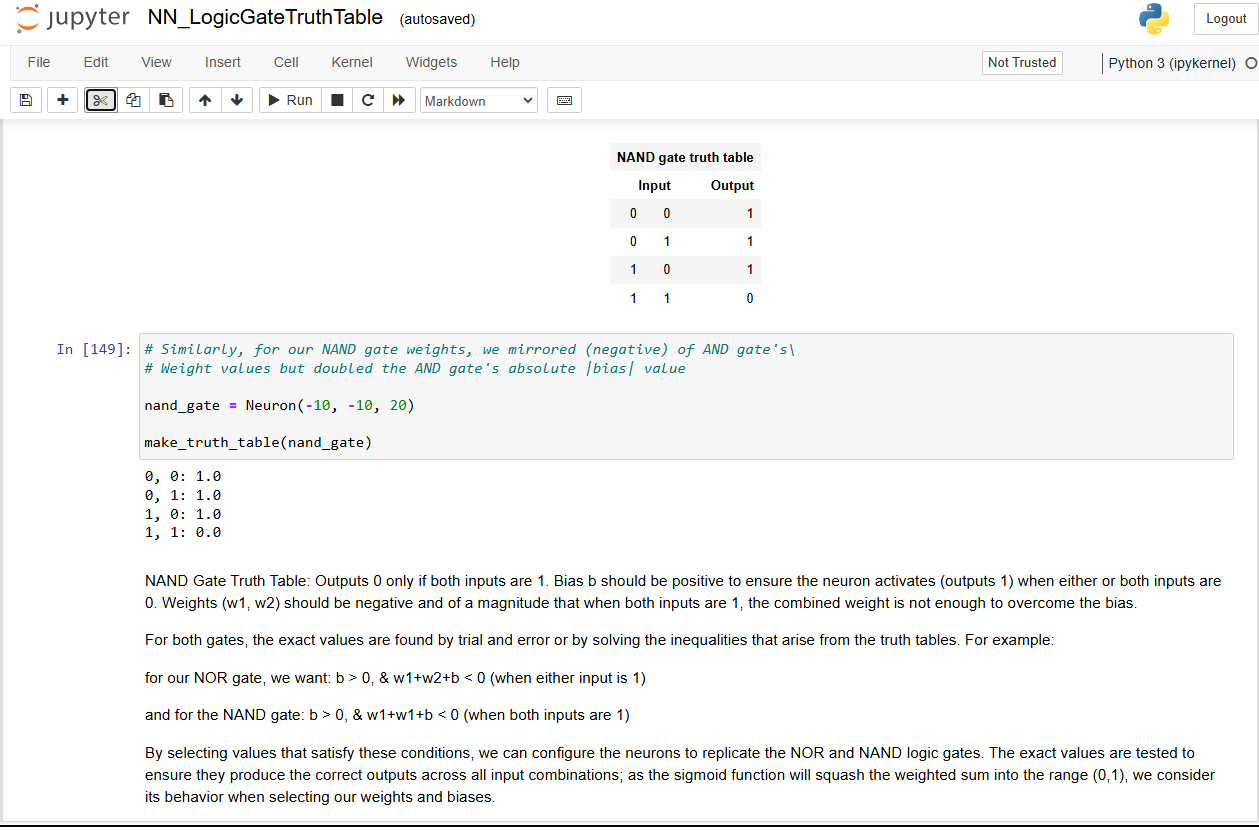 jupyter NN_LogicGateTruthTable (autosaved)
Logout
File Edit View Insert Cell Kernel Widgets Help
Not Trusted
Python 3 (ipykernel)
Run
Markdown
NAND gate truth table
Input Output
0 0 1
0 1 1
1 0 1
1 1 0
In [149]:
# Similarly, for our NAND gate weights, we mirrored (negative) of AND gate's\
# Weight values but doubled the AND gate's absolute |bias| value
nand_gate = Neuron(-10, -10, 20)
make_truth_table(nand_gate)
0, 0: 1.0
0, 1: 1.0
1, 0: 1.0
1, 1: 0.0
NAND Gate Truth Table: Outputs 0 only if both inputs are 1. Bias b should be positive to ensure the neuron activates (outputs 1) when either or both inputs are
0. Weights (w1, w2) should be negative and of a magnitude that when both inputs are 1, the combined weight is not enough to overcome the bias.
For both gates, the exact values are found by trial and error or by solving the inequalities that arise from the truth tables. For example:
for our NOR gate, we want: b > 0, & w1+w2+b < 0 (when either input is 1)
and for the NAND gate: b > 0, & w1+w1+b < 0 (when both inputs are 1)
By selecting values that satisfy these conditions, we can configure the neurons to replicate the NOR and NAND logic gates. The exact values are tested to
ensure they produce the correct outputs across all input combinations; as the sigmoid function will squash the weighted sum into the range (0,1), we consider
its behavior when selecting our weights and biases.